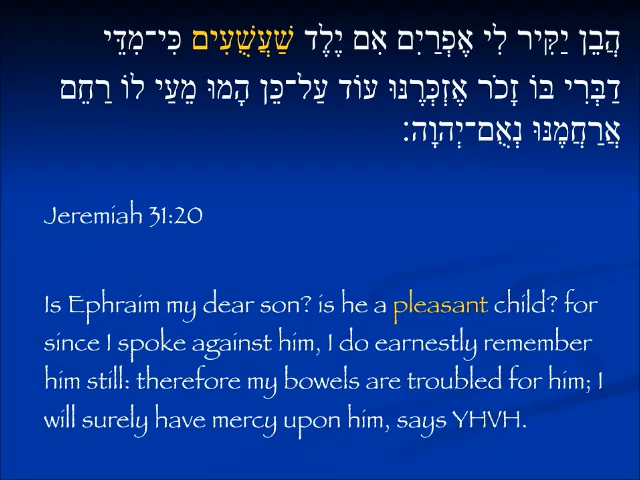 הֲבֵן יַקִּיר לִי אֶפְרַיִם אִם יֶלֶד שַׁעֲשֻׁעִים כִּי־מִדֵּי
דַבְּרִי בּוֹ זָכֹר אֶזְכְּרֶנּוּ עוֹד עַל־כֵּן הָמוּ מֵעַי לוֹ רַחֵם
אֲרַחֲמֶנּוּ נְאֻם־יְהוָה׃
Jeremiah 31:20
Is Ephraim my dear son? is he a pleasant child? for
since I spoke against him, I do earnestly remember
him still: therefore my bowels are troubled for him; I
will surely have mercy upon him, says YHVH.